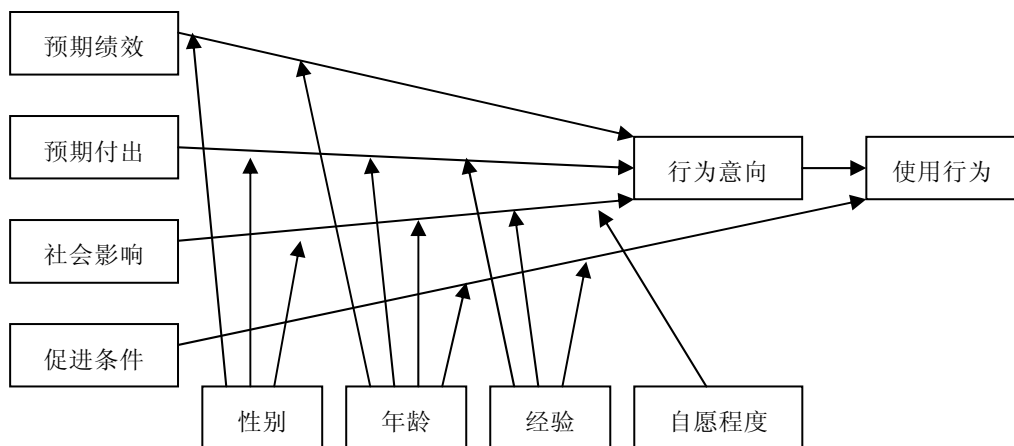 预期绩效
预期付出
行为意向
使用行为
社会影响
促进条件
性别
年龄
经验
自愿程度